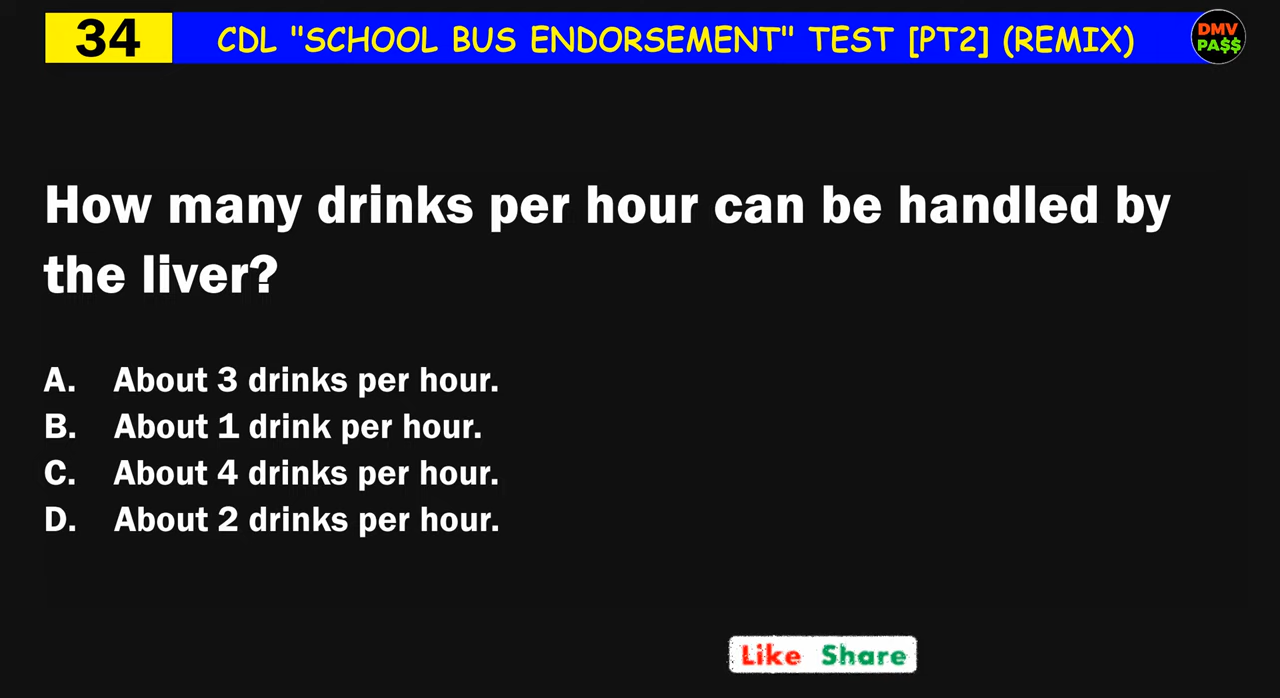 34
CDL "SCHOOL BUS ENDORSEMENT" TEST [PT2] (REMIX)
DMV
PA$$
How many drinks per hour can be handled by
the liver?
A. About 3 drinks per hour.
B. About 1 drink per hour.
C. About 4 drinks per hour.
D. About 2 drinks per hour.
Like Share